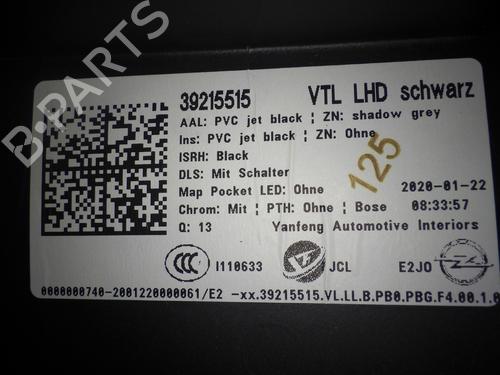 B-PARTS
39215515 VTL LHD schwarz
AAL: PVC jet black ¦ ZN: shadow grey
Ins: PVC jet black ¦ ZN: Ohne
ISRH: Black
DLS: Mit Schalter
125
Map Pocket LED: Ohne 2020-01-22
Chrom: Mit ¦ PTH: Ohne ¦ Bose 08:33:57
Q: 13 Yanfeng Automotive Interiors
CCC I110633 JCL E2JO
0000000740-2001220000061/E2 -xx.39215515.VL.LL.B.PB0.PBG.F4.00.1.0